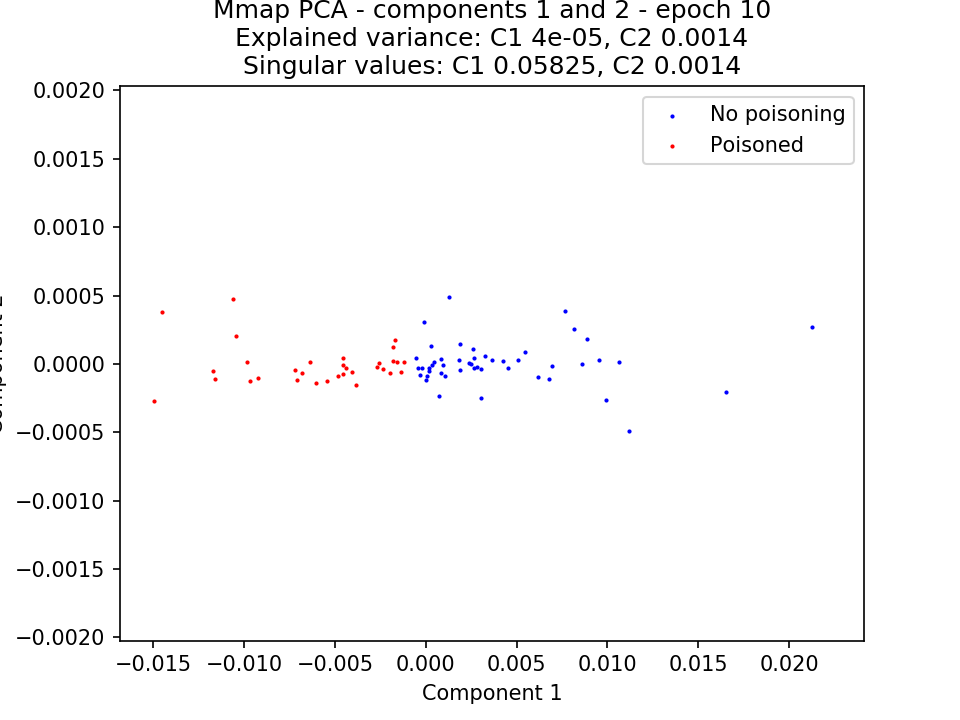 Mmap PCA - components 1 and 2 - epoch 10
Explained variance: C1 4e-05, C2 0.0014
Singular values: C1 0.05825, C2 0.0014
No poisoning
Poisoned
0.0020
0.0015
0.0010
0.0005
0.0000
−0.0005
−0.0010
−0.0015
−0.0020
−0.015 −0.010 −0.005 0.000 0.005 0.010 0.015 0.020
Component 1